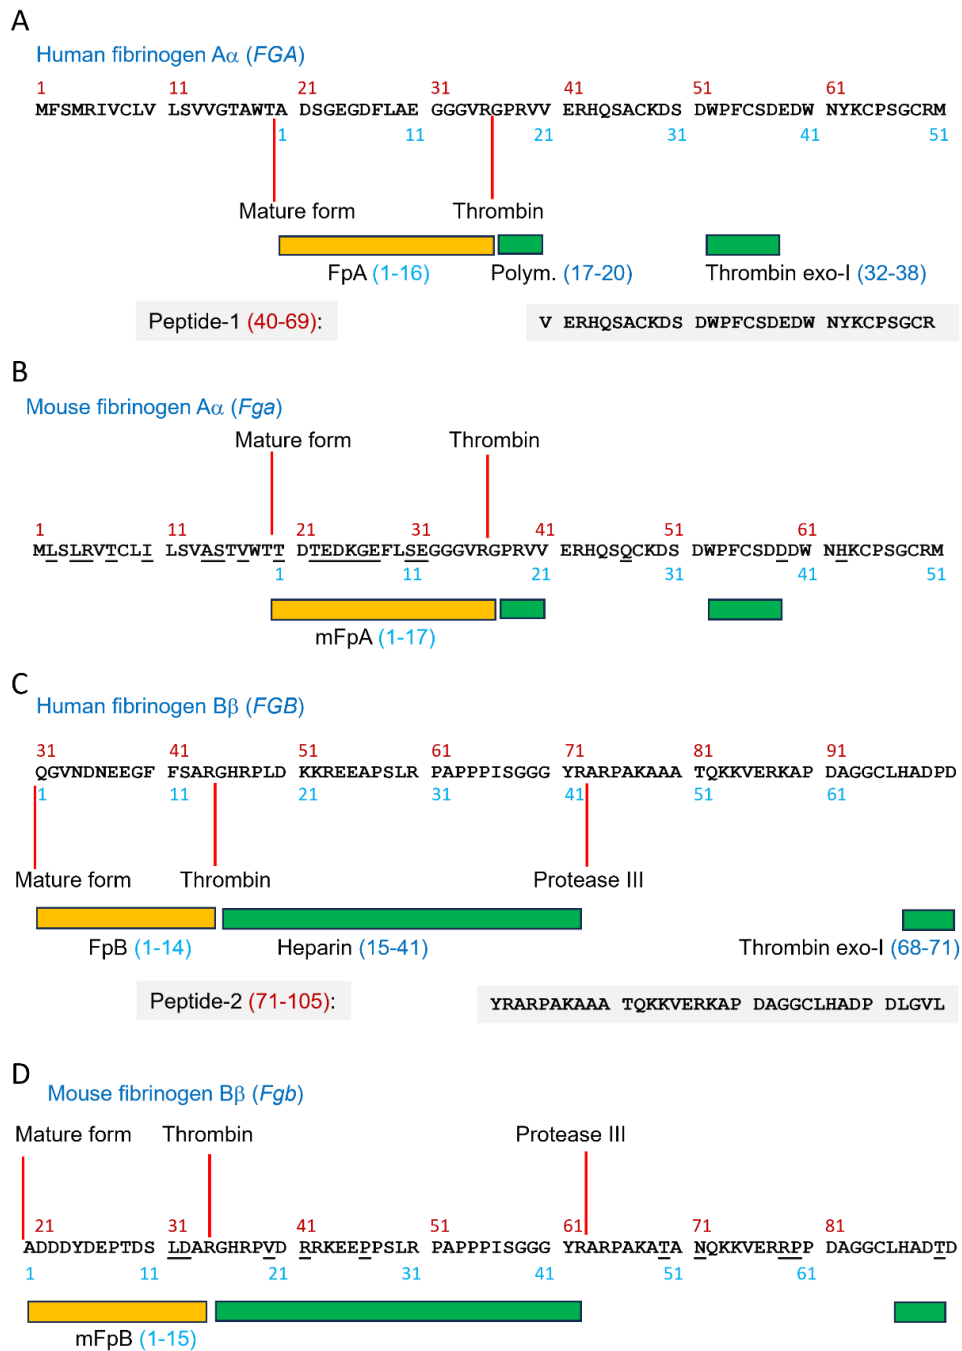 A
Human fibrinogen Aα (FGA)
1 11 21 31 41 51 61
MFSMRIVCLV LSVVGTAWTA DSGEGDFLAE GGGVRGPRVV ERHQSACKDS DWPFCSDEDW NYKCPSGCRM
1 11 21 31 41 51
Mature form Thrombin
FpA (1-16) Polym. (17-20) Thrombin exo-I (32-38)
Peptide-1 (40-69): V ERHQSACKDS DWPFCSDEDW NYKCPSGCR
B
Mouse fibrinogen Aα (Fga)
Mature form Thrombin
1 11 21 31 41 51 61
MLSLRVTCLI LSVASTVWTT DTEDKGEFLSEGGGVRGPRVV ERHQSQCKDS DWPFCSDDDW NHKCPSGCRM
1 11 21 31 41 51
mFpA (1-17)
C
Human fibrinogen Bβ (FGB)
31 41 51 61 71 81 91
QGVNDNEEGF FSARGHRPLD KKREEAPSLR PAPPPISGGG YRARPAKAAA TQKKVERKAP DAGGCLHADPD
1 11 21 31 41 51 61
Mature form Thrombin Protease III
FpB (1-14) Heparin (15-41) Thrombin exo-I (68-71)
Peptide-2 (71-105): YRARPAKAAA TQKKVERKAP DAGGCLHADP DLGVL
D
Mouse fibrinogen Bβ (Fgb)
Mature form Thrombin Protease III
21 31 41 51 61 71 81
ADDDYDEPTDS LDARGHRPVD RRKEEPPSLR PAPPPISGGG YRARPAKATA NQKKVERRPP DAGGCLHADTD
1 11 21 31 41 51 61
mFpB (1-15)